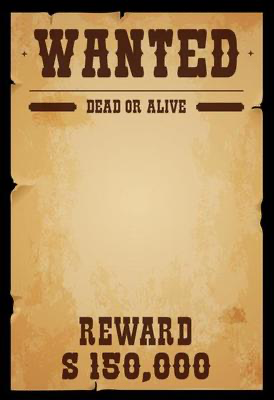 WANTED
DEAD OR ALIVE
REWARD
$ 150,000